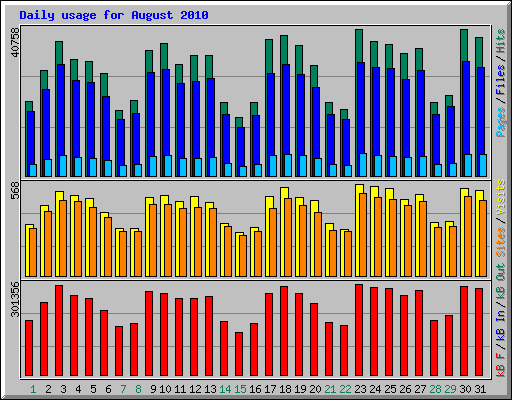 Daily usage for August 2010
40758
Pages / Files / Hits
568
Sites / Visits
301356
kB F / kB In / kB Out
1 2 3 4 5 6 7 8 9 10 11 12 13 14 15 16 17 18 19 20 21 22 23 24 25 26 27 28 29 30 31